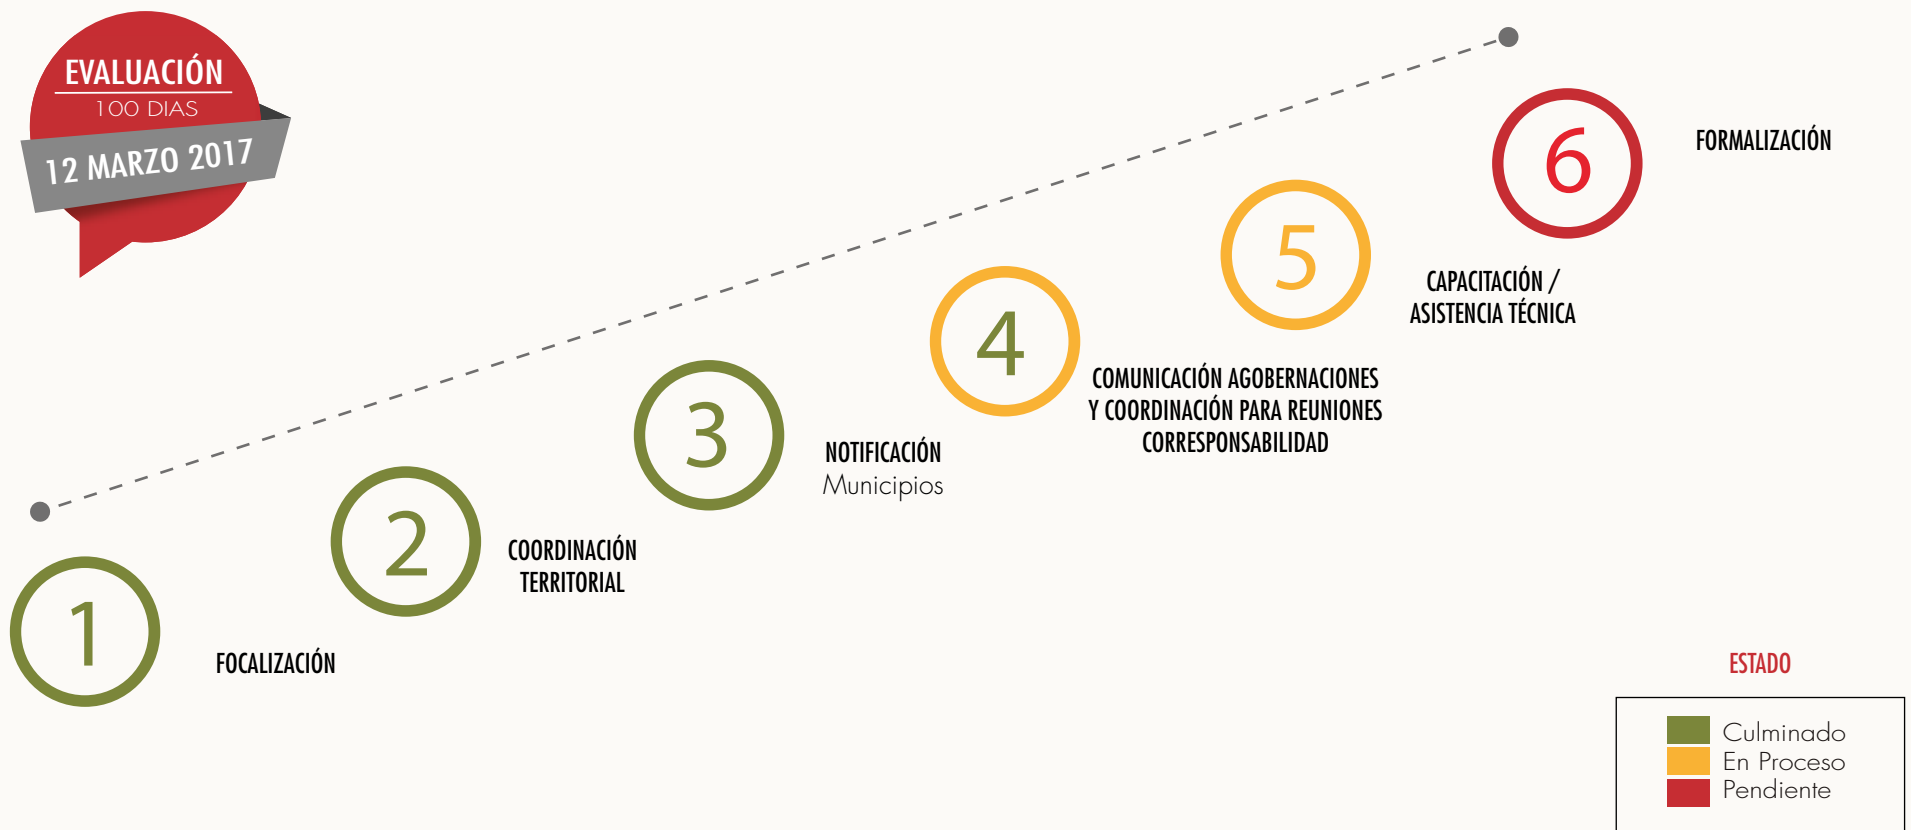 EVALUACIÓN
100 DIAS
12 MARZO 2017
1
FOCALIZACIÓN
2
COORDINACIÓN
TERRITORIAL
3
NOTIFICACIÓN
Municipios
4
COMUNICACIÓN AGOBERNACIONES
Y COORDINACIÓN PARA REUNIONES
CORRESPONSABILIDAD
5
CAPACITACIÓN /
ASISTENCIA TÉCNICA
6
FORMALIZACIÓN
ESTADO
Culminado
En Proceso
Pendiente